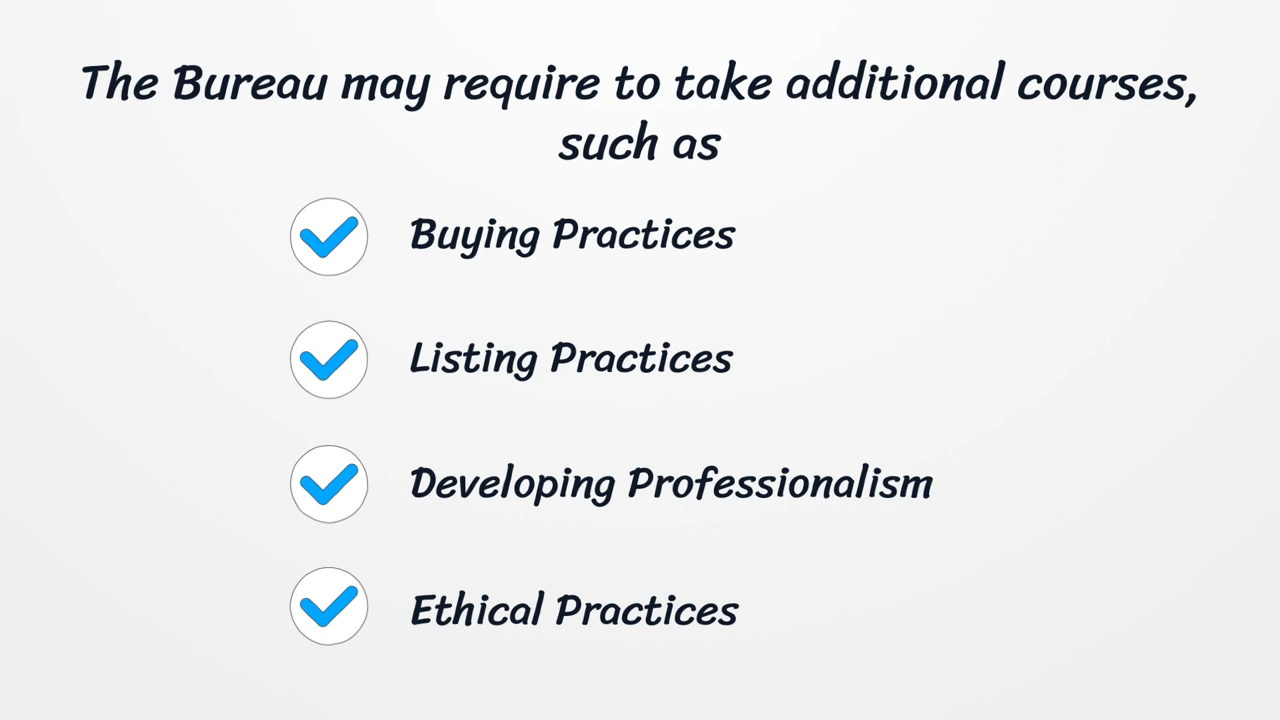 The Bureau may require to take additional courses,
such as
Buying Practices
Listing Practices
Developing Professionalism
Ethical Practices